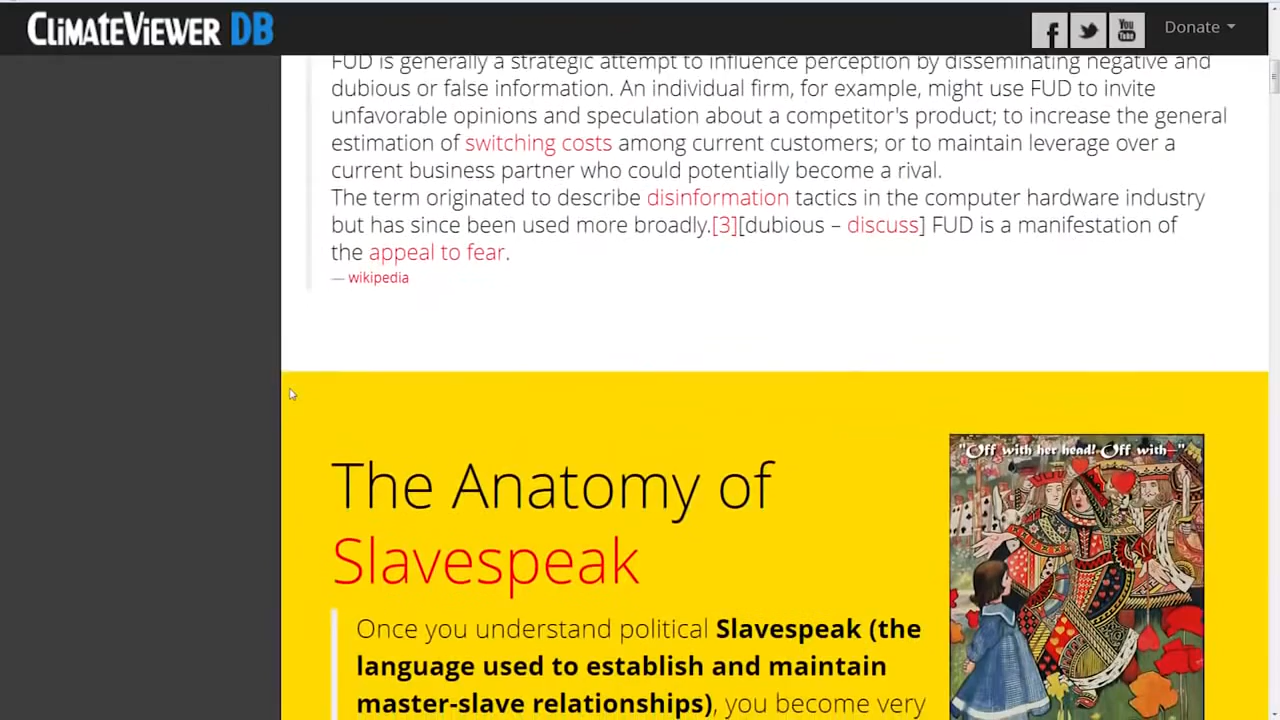 CLIMATEVIEWER DB
f
You Tube
Donate
FUD is generally a strategic attempt to influence perception by disseminating negative and
dubious or false information. An individual firm, for example, might use FUD to invite
unfavorable opinions and speculation about a competitor's product; to increase the general
estimation of switching costs among current customers; or to maintain leverage over a
current business partner who could potentially become a rival.
The term originated to describe disinformation tactics in the computer hardware industry
but has since been used more broadly.[3][dubious – discuss] FUD is a manifestation of
the appeal to fear.
— wikipedia
"Off with her head! Off with—"
The Anatomy of
Slavespeak
Once you understand political Slavespeak (the
language used to establish and maintain
master-slave relationships), you become very